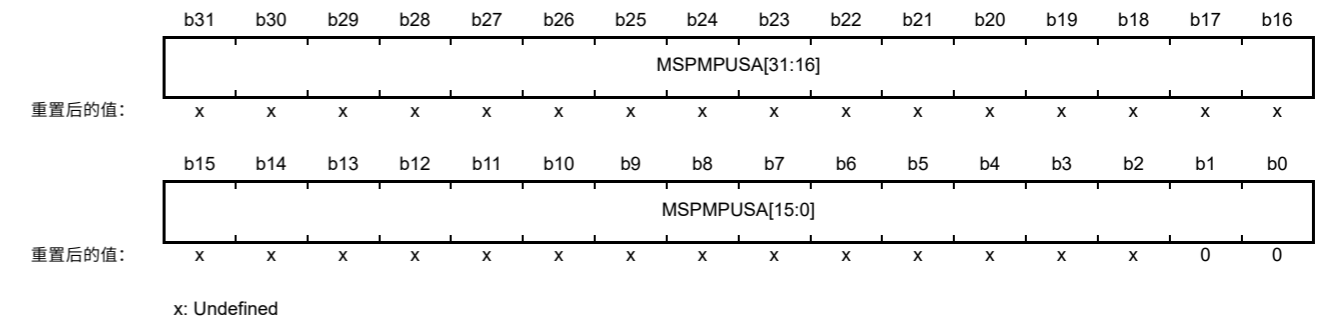 b31 b30 b29 b28 b27 b26 b25 b24 b23 b22 b21 b20 b19 b18 b17 b16
MSPMPUSA[31:16]
重置后的值： x x x x x x x x x x x x x x x x
b15 b14 b13 b12 b11 b10 b9 b8 b7 b6 b5 b4 b3 b2 b1 b0
MSPMPUSA[15:0]
重置后的值： x x x x x x x x x x x x x x 0 0
x: Undefined